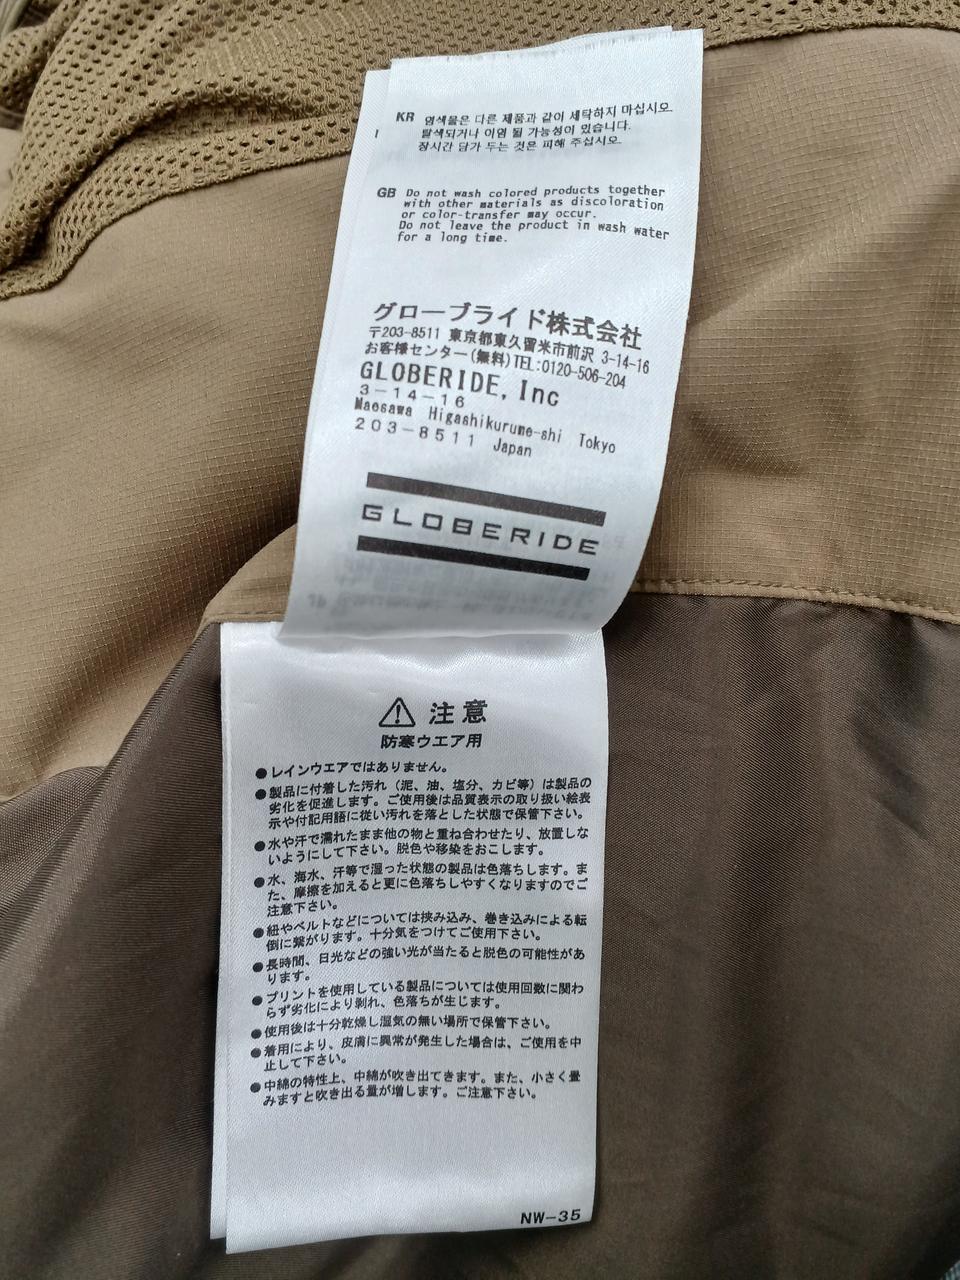 KR 염색물은 다른 제품과 같이 세탁하지 마십시오.
탈색되거나 이염 될 가능성이 있습니다.
장시간 담가 두는 것은 피해 주십시오.
GB Do not wash colored products together
with other materials as discoloration
or color-transfer may occur.
Do not leave the product in wash water
for a long time.
グローブライド株式会社
〒203-8511 東京都東久留米市前沢 3-14-16
お客様センター(無料)TEL:0120-506-204
GLOBERIDE, Inc
3-14-16
Maesawa Higashikurume-shi Tokyo
203-8511 Japan
GLOBERIDE
⚠ 注意
防寒ウエア用
●レインウエアではありません。
●製品に付着した汚れ（泥、油、塩分、カビ等）は製品の
劣化を促進します。ご使用後は品質表示の取り扱い絵表
示や付記用語に従い汚れを落とした状態で保管下さい。
●水や汗で濡れたまま他の物と重ね合わせたり、放置しな
いようにして下さい。脱色や移染をおこします。
●水、海水、汗等で湿った状態の製品は色落ちします。ま
た、摩擦を加えると更に色落ちしやすくなりますのでご
注意下さい。
●紐やベルトなどについては挟み込み、巻き込みによる転
倒に繋がります。十分気をつけてご使用下さい。
●長時間、日光などの強い光が当たると脱色の可能性があ
ります。
●プリントを使用している製品については使用回数に関わ
らず劣化により剥れ、色落ちが生じます。
●使用後は十分乾燥し湿気の無い場所で保管下さい。
●着用により、皮膚に異常が発生した場合は、ご使用を中
止して下さい。
●中綿の特性上、中綿が吹き出てきます。また、小さく畳
みますと吹き出る量が増します。ご注意下さい。
NW-35